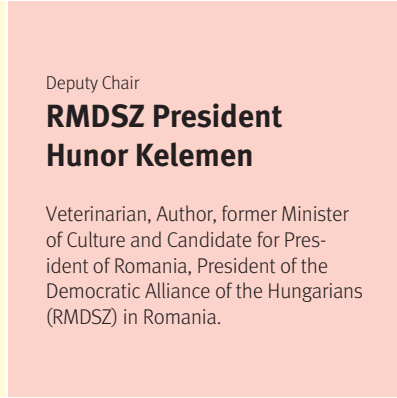 Deputy Chair
RMDSZ President
Hunor Kelemen
Veterinarian, Author, former Minister
of Culture and Candidate for Pres-
ident of Romania, President of the
Democratic Alliance of the Hungarians
(RMDSZ) in Romania.